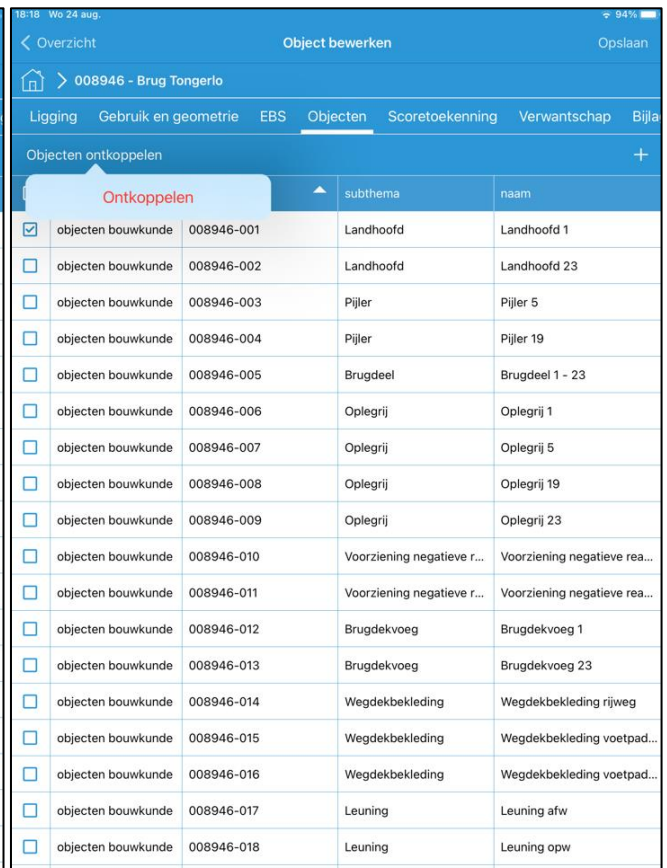 18:18 Wo 24 aug. 94%
Overzicht Object bewerken Opslaan
008946 - Brug Tongerlo
Ligging Gebruik en geometrie EBS Objecten Scoretoekenning Verwantschap Bijla
Objecten ontkoppelen +
Ontkoppelen subthema naam
objecten bouwkunde 008946-001 Landhoofd Landhoofd 1
objecten bouwkunde 008946-002 Landhoofd Landhoofd 23
objecten bouwkunde 008946-003 Pijler Pijler 5
objecten bouwkunde 008946-004 Pijler Pijler 19
objecten bouwkunde 008946-005 Brugdeel Brugdeel 1 - 23
objecten bouwkunde 008946-006 Oplegrij Oplegrij 1
objecten bouwkunde 008946-007 Oplegrij Oplegrij 5
objecten bouwkunde 008946-008 Oplegrij Oplegrij 19
objecten bouwkunde 008946-009 Oplegrij Oplegrij 23
objecten bouwkunde 008946-010 Voorziening negatieve r... Voorziening negatieve rea...
objecten bouwkunde 008946-011 Voorziening negatieve r... Voorziening negatieve rea...
objecten bouwkunde 008946-012 Brugdekvoeg Brugdekvoeg 1
objecten bouwkunde 008946-013 Brugdekvoeg Brugdekvoeg 23
objecten bouwkunde 008946-014 Wegdekbekleding Wegdekbekleding rijweg
objecten bouwkunde 008946-015 Wegdekbekleding Wegdekbekleding voetpad...
objecten bouwkunde 008946-016 Wegdekbekleding Wegdekbekleding voetpad...
objecten bouwkunde 008946-017 Leuning Leuning afw
objecten bouwkunde 008946-018 Leuning Leuning opw